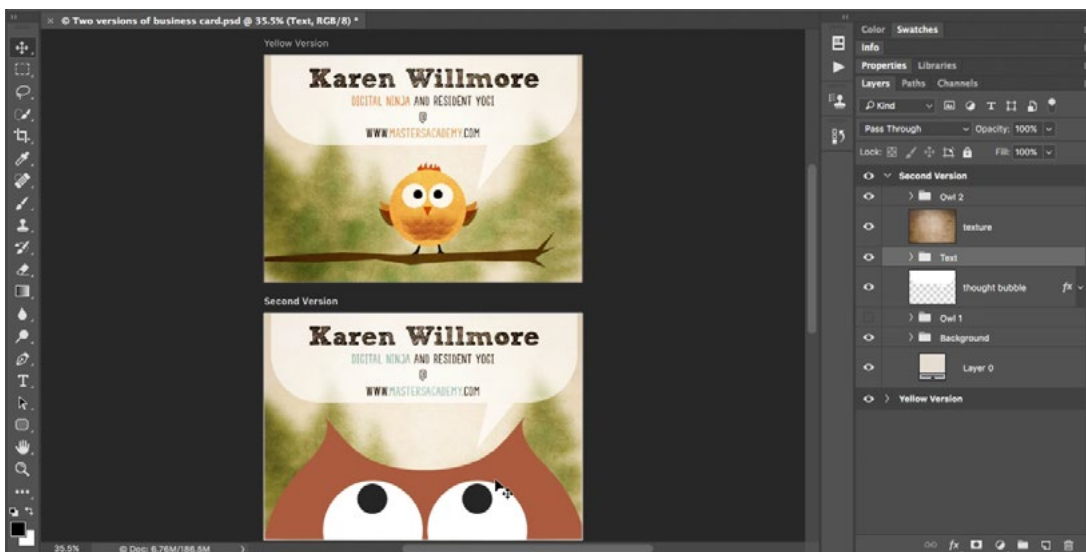 × © Two versions of business card.psd @ 35.5% (Text, RGB/8) *
Yellow Version
Karen Willmore
DIGITAL NINJA AND RESIDENT YOGI
@
WWW.MASTERSACADEMY.COM
Second Version
Karen Willmore
DIGITAL NINJA AND RESIDENT YOGI
@
WWW.MASTERSACADEMY.COM
35.5% © Doc: 6.76M/186.5M
Color Swatches
Info
Properties Libraries
Layers Paths Channels
Kind
Pass Through Opacity: 100%
Lock: Fill: 100%
Second Version
Owl 2
texture
Text
thought bubble fx
Owl 1
Background
Layer 0
Yellow Version
fx